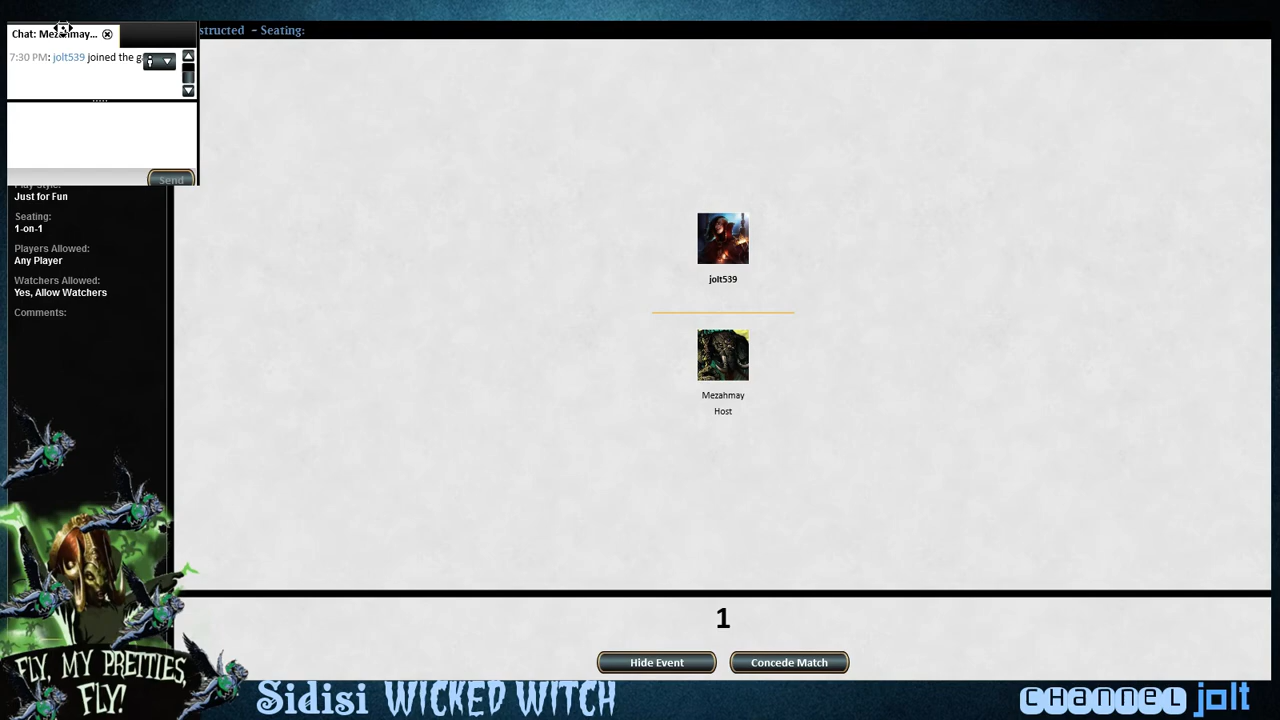 Chat: Mezahmay...
structed - Seating:
7:30 PM: jolt539 joined the g
Send
Play Style:
Just for Fun
Seating:
1-on-1
Players Allowed:
Any Player
Watchers Allowed:
Yes, Allow Watchers
Comments:
jolt539
Mezahmay
Host
1
Hide Event
Concede Match
FLY, MY PRETTIES,
FLY!
Sidisi WICKED WITCH
CHANNEL jolt